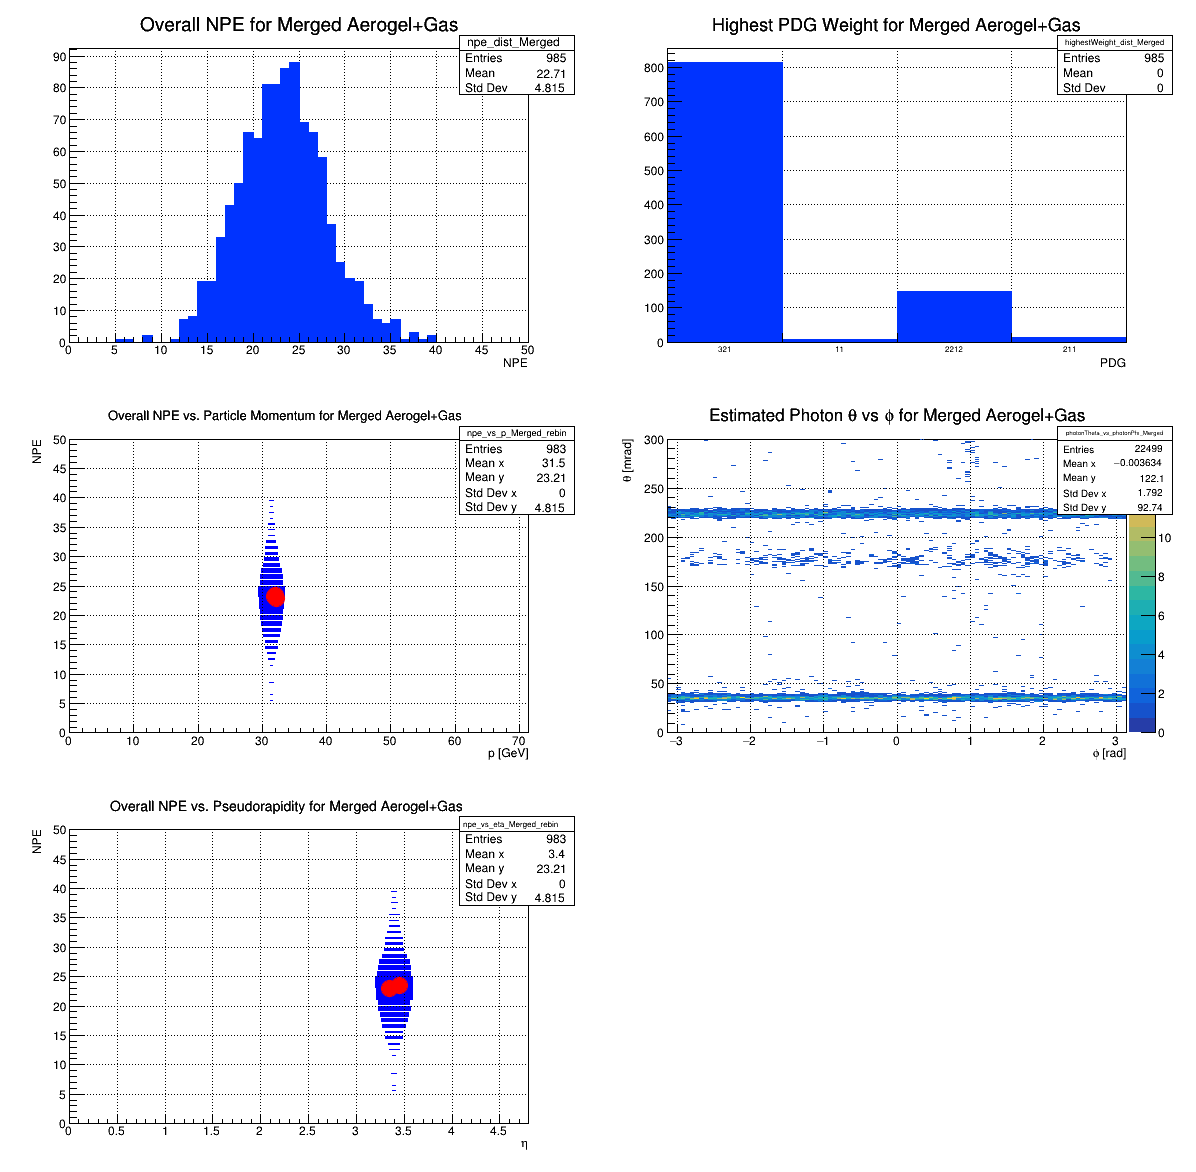 Overall NPE for Merged Aerogel+Gas
npe_dist_Merged
Entries 985
Mean 22.71
Std Dev 4.815
90
80
70
60
50
40
30
20
10
0
0 5 10 15 20 25 30 35 40 45 50
NPE
Highest PDG Weight for Merged Aerogel+Gas
highestWeight_dist_Merged
Entries 985
Mean 0
Std Dev 0
800
700
600
500
400
300
200
100
0
321 11 2212 211
PDG
Overall NPE vs. Particle Momentum for Merged Aerogel+Gas
npe_vs_p_Merged_rebin
Entries 983
Mean x 31.5
Mean y 23.21
Std Dev x 0
Std Dev y 4.815
NPE
50
45
40
35
30
25
20
15
10
5
0
0 10 20 30 40 50 60 70
p [GeV]
Estimated Photon θ vs ϕ for Merged Aerogel+Gas
photonTheta_vs_photonPhi_Merged
Entries 22499
Mean x −0.003634
Mean y 122.1
Std Dev x 1.792
Std Dev y 92.74
θ [mrad]
300
250
200
150
100
50
0
−3 −2 −1 0 1 2 3
ϕ [rad]
10
8
6
4
2
0
Overall NPE vs. Pseudorapidity for Merged Aerogel+Gas
npe_vs_eta_Merged_rebin
Entries 983
Mean x 3.4
Mean y 23.21
Std Dev x 0
Std Dev y 4.815
NPE
50
45
40
35
30
25
20
15
10
5
0
0 0.5 1 1.5 2 2.5 3 3.5 4 4.5
η